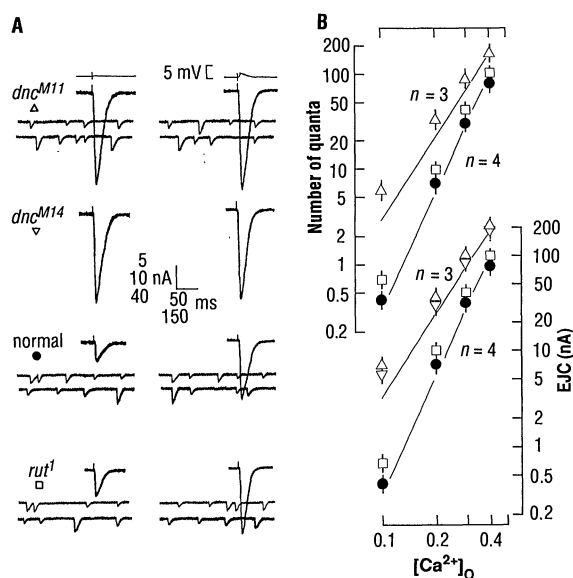 A
5 mV
dnc^M11
△
dnc^M14
▽
5
10 nA
40
50 ms
150
normal
●
rut^1
□
B
Number of quanta
200
100
50
20
10
5
2
1
0.5
0.2
n = 3
n = 4
n = 3
n = 4
200
100
50
20
10
5
2
1
0.5
0.2
EJC (nA)
0.1 0.2 0.3 0.4
[Ca²⁺]O